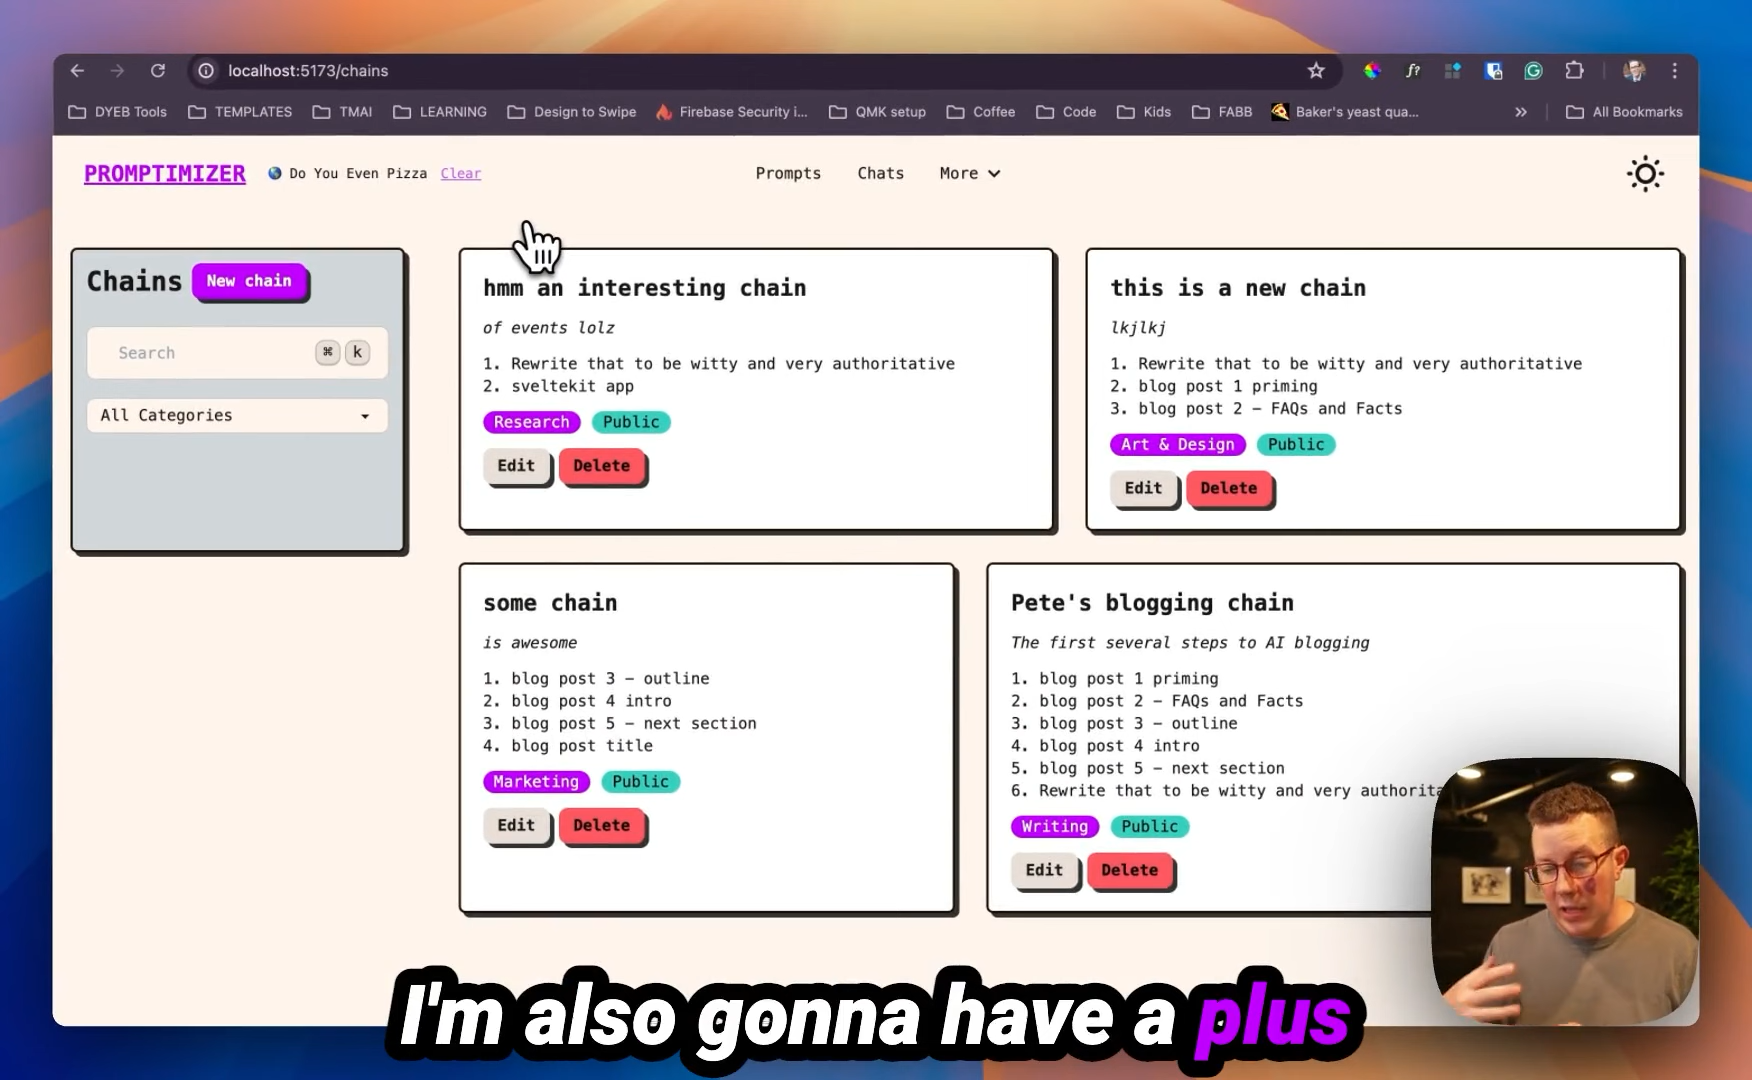 localhost:5173/chains
DYEB Tools TEMPLATES TMAI LEARNING Design to Swipe Firebase Security i... QMK setup Coffee Code Kids FABB Baker's yeast qua... » All Bookmarks
PROMPTIMIZER Do You Even Pizza Clear Prompts Chats More
Chains New chain
Search ⌘ k
All Categories
hmm an interesting chain
of events lolz
1. Rewrite that to be witty and very authoritative
2. sveltekit app
Research Public
Edit Delete
this is a new chain
lkjlkj
1. Rewrite that to be witty and very authoritative
2. blog post 1 priming
3. blog post 2 – FAQs and Facts
Art & Design Public
Edit Delete
some chain
is awesome
1. blog post 3 – outline
2. blog post 4 intro
3. blog post 5 – next section
4. blog post title
Marketing Public
Edit Delete
Pete's blogging chain
The first several steps to AI blogging
1. blog post 1 priming
2. blog post 2 – FAQs and Facts
3. blog post 3 – outline
4. blog post 4 intro
5. blog post 5 – next section
6. Rewrite that to be witty and very authorita
Writing Public
Edit Delete
I'm also gonna have a plus